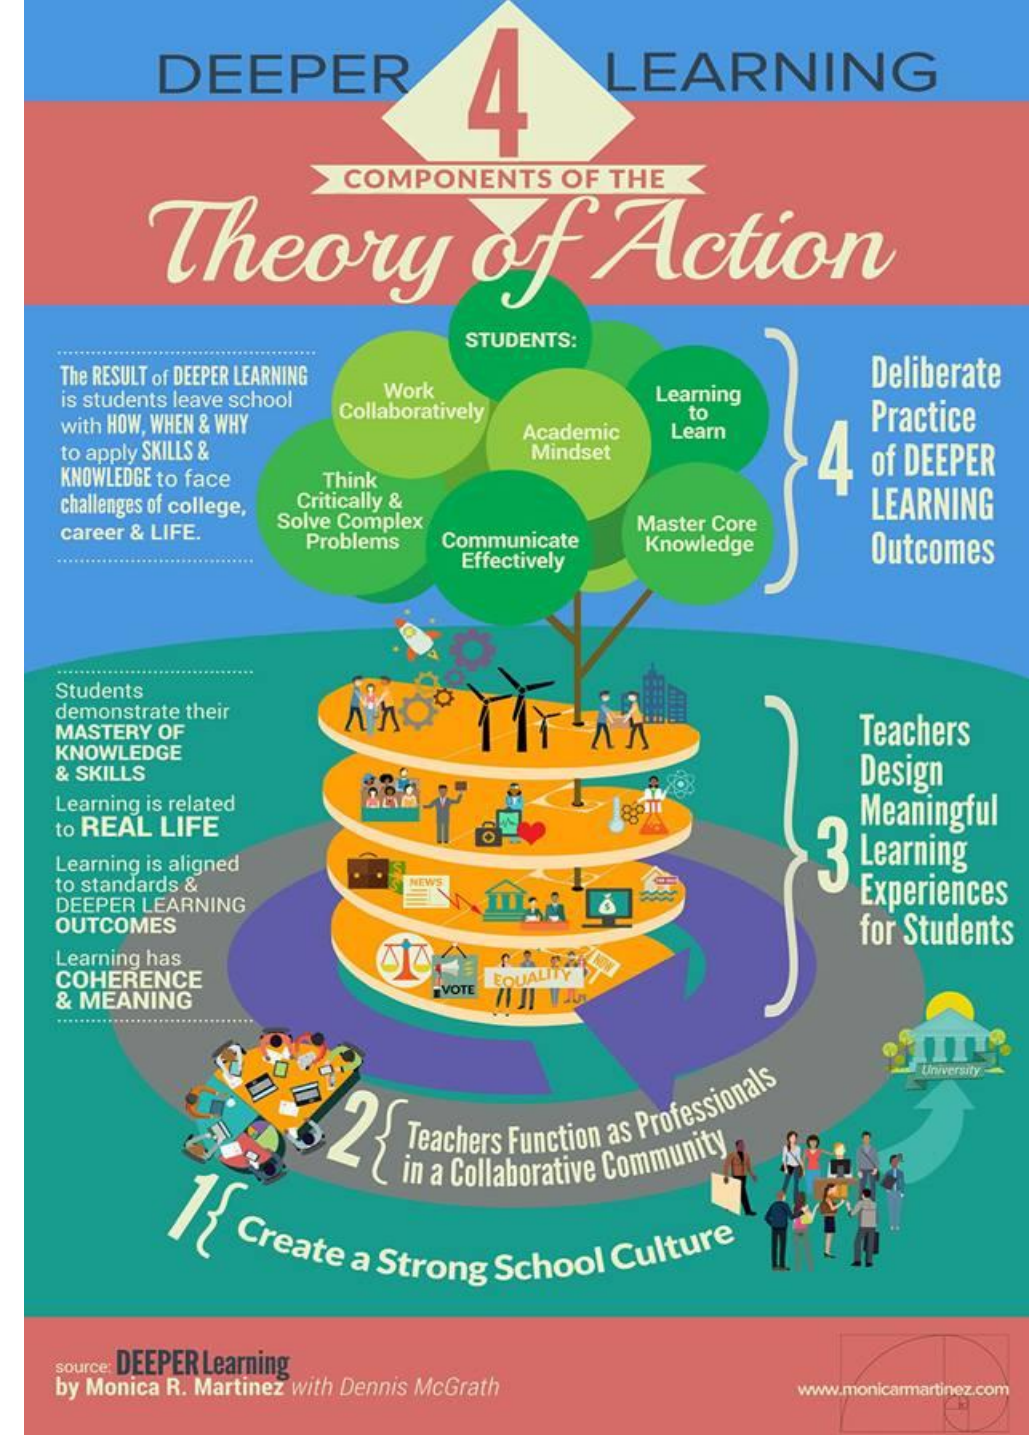 DEEPER 4 LEARNING
COMPONENTS OF THE
Theory of Action
The RESULT of DEEPER LEARNING
is students leave school
with HOW, WHEN & WHY
to apply SKILLS &
KNOWLEDGE to face
challenges of college,
career & LIFE.
STUDENTS:
Work
Collaboratively
Academic
Mindset
Learning
to
Learn
Think
Critically &
Solve Complex
Problems
Communicate
Effectively
Master Core
Knowledge
4
Deliberate
Practice
of DEEPER
LEARNING
Outcomes
Students
demonstrate their
MASTERY OF
KNOWLEDGE
& SKILLS
Learning is related
to REAL LIFE
Learning is aligned
to standards &
DEEPER LEARNING
OUTCOMES
Learning has
COHERENCE
& MEANING
NEWS
VOTE
EQUALITY
NOW
3
Teachers
Design
Meaningful
Learning
Experiences
for Students
University
2
Teachers Function as Professionals
in a Collaborative Community
1
Create a Strong School Culture
source: DEEPER Learning
by Monica R. Martinez with Dennis McGrath
www.monicarmartinez.com